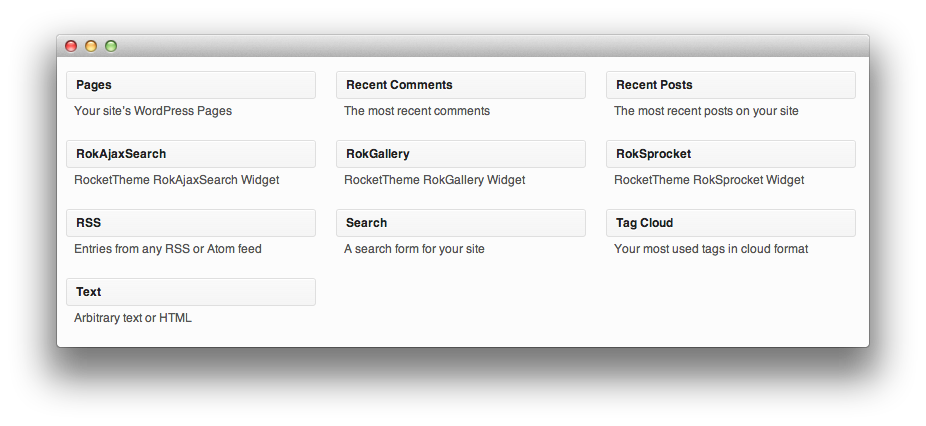 Pages
Recent Comments
Recent Posts
Your site's WordPress Pages
The most recent comments
The most recent posts on your site
RokAjaxSearch
RokGallery
RokSprocket
RocketTheme RokAjaxSearch Widget
RocketTheme RokGallery Widget
RocketTheme RokSprocket Widget
RSS
Search
Tag Cloud
Entries from any RSS or Atom feed
A search form for your site
Your most used tags in cloud format
Text
Arbitrary text or HTML